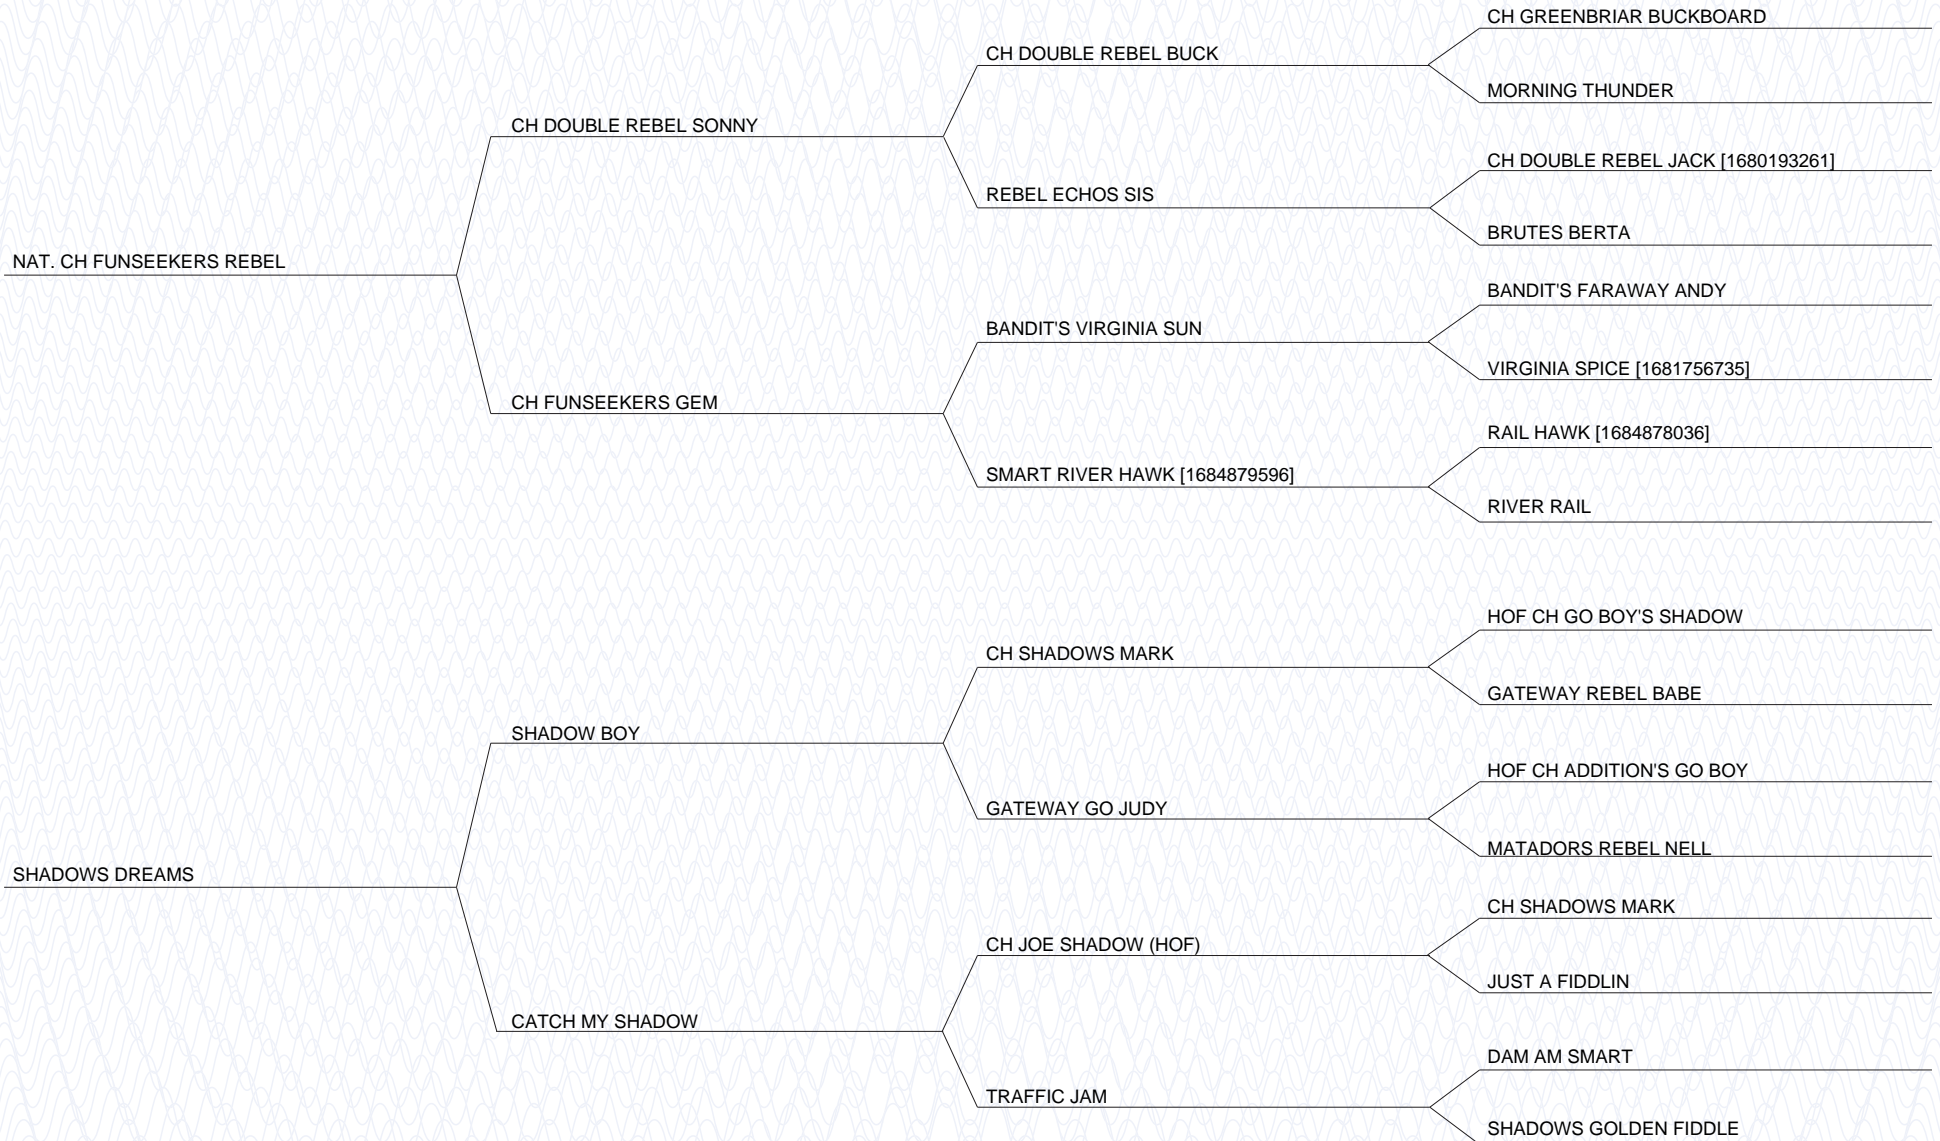 CH GREENBRIAR BUCKBOARD
CH DOUBLE REBEL BUCK
MORNING THUNDER
CH DOUBLE REBEL SONNY
CH DOUBLE REBEL JACK [1680193261]
REBEL ECHOS SIS
BRUTES BERTA
NAT. CH FUNSEEKERS REBEL
BANDIT'S FARAWAY ANDY
BANDIT'S VIRGINIA SUN
VIRGINIA SPICE [1681756735]
CH FUNSEEKERS GEM
RAIL HAWK [1684878036]
SMART RIVER HAWK [1684879596]
RIVER RAIL
HOF CH GO BOY'S SHADOW
CH SHADOWS MARK
GATEWAY REBEL BABE
SHADOW BOY
HOF CH ADDITION'S GO BOY
GATEWAY GO JUDY
MATADORS REBEL NELL
SHADOWS DREAMS
CH SHADOWS MARK
CH JOE SHADOW (HOF)
JUST A FIDDLIN
CATCH MY SHADOW
DAM AM SMART
TRAFFIC JAM
SHADOWS GOLDEN FIDDLE